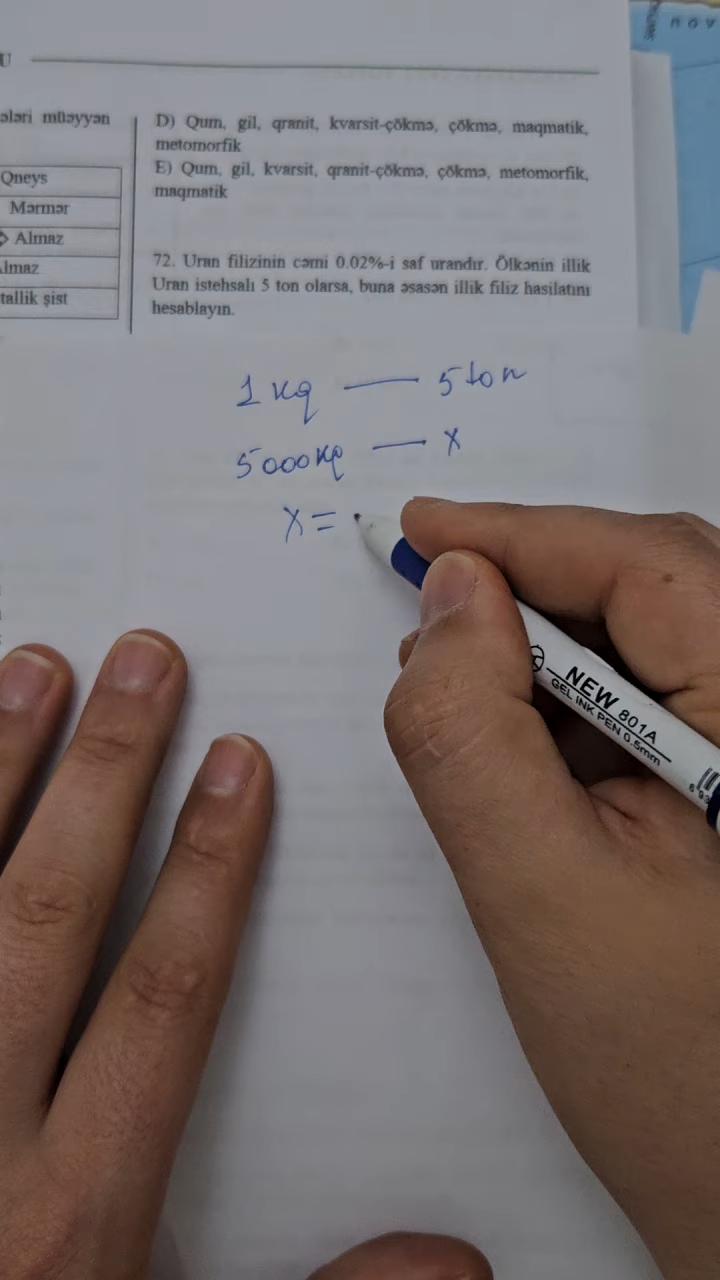 U
ələri müəyyən
Qneys
Mərmər
Almaz
lmaz
tallik şist
D) Qum, gil, qranit, kvarsit-çökmə, çökmə, maqmatik,
metomorfik
E) Qum, gil, kvarsit, qranit-çökmə, çökmə, metomorfik,
maqmatik
72. Uran filizinin cəmi 0.02%-i saf urandır. Ölkənin illik
Uran istehsalı 5 ton olarsa, buna əsasən illik filiz hasilatını
hesablayın.
1 kq — 5 ton
5000 kq — x
x =
NEW 801A
GEL INK PEN 0.5mm